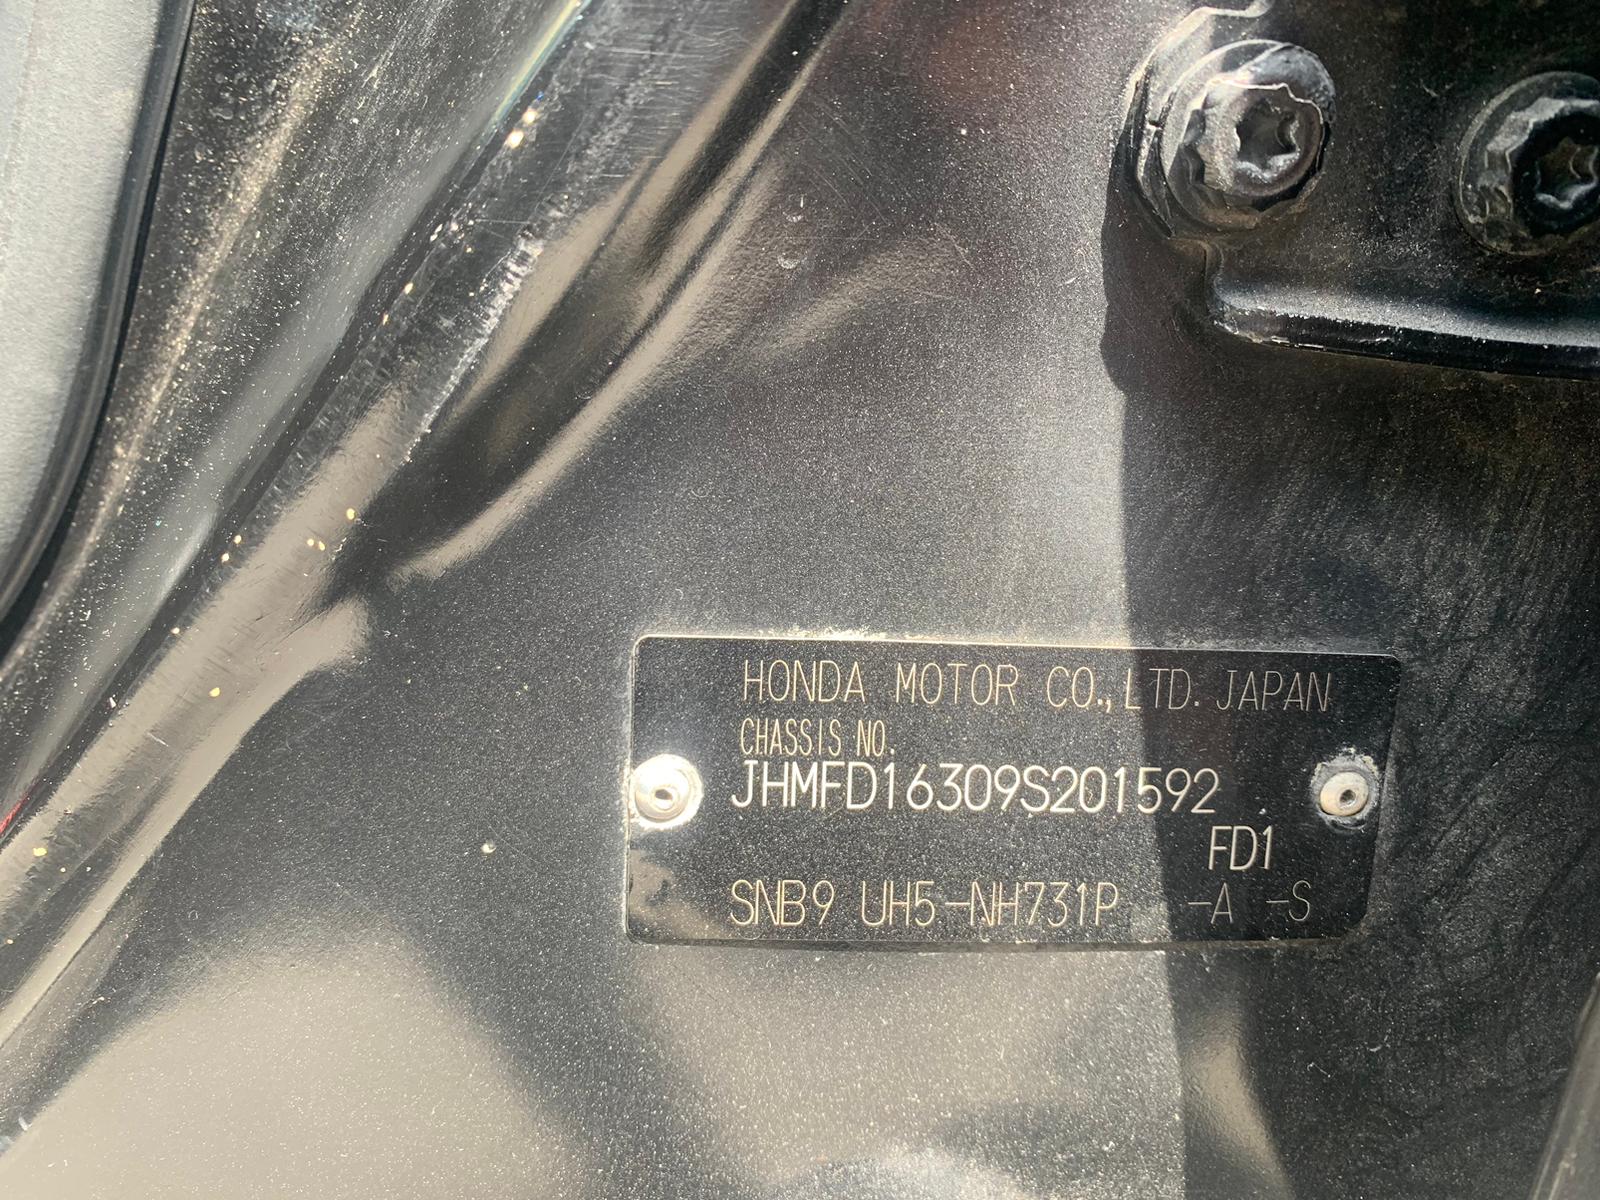 HONDA MOTOR CO., LTD. JAPAN
CHASSIS NO.
JHMFD16309S201592
FD1
SNB9 UH5-NH731P -A -S